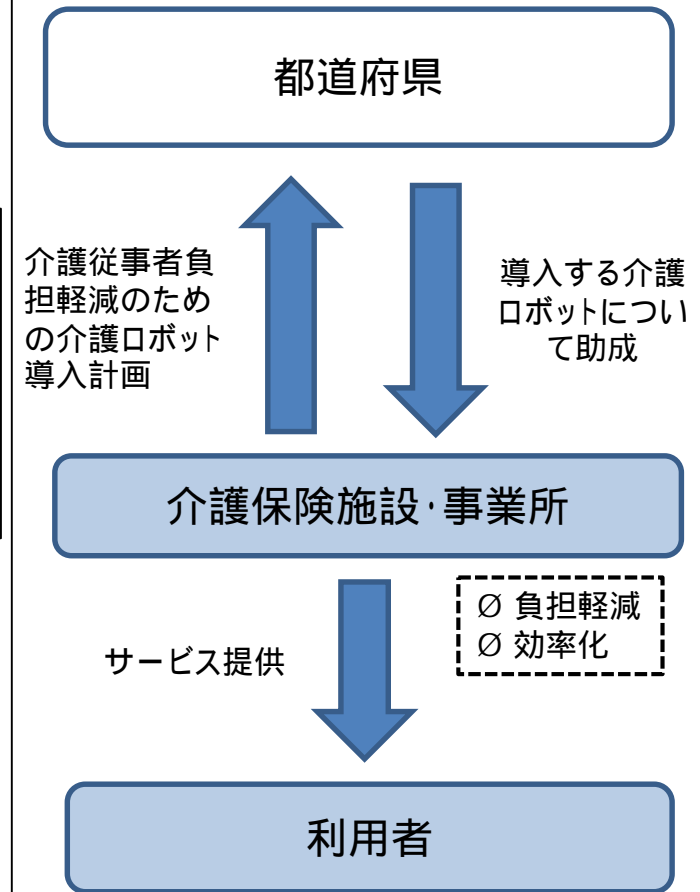 都道府県
介護従事者負
担軽減のため
の介護ロボット
導入計画
導入する介護
ロボットについ
て助成
介護保険施設・事業所
Ø 負担軽減
Ø 効率化
サービス提供
利用者